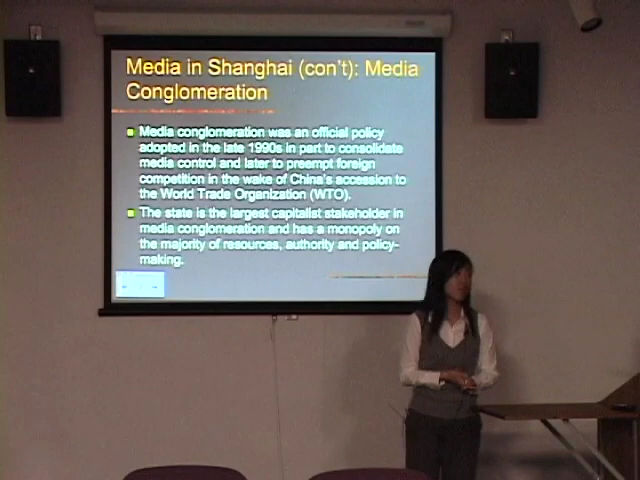 Media in Shanghai (con't): Media
Conglomeration
Media conglomeration was an official policy
adopted in the late 1990s in part to consolidate
media control and later to preempt foreign
competition in the wake of China's accession to
the World Trade Organization (WTO).
The state is the largest capitalist stakeholder in
media conglomeration and has a monopoly on
the majority of resources, authority and policy-
making.